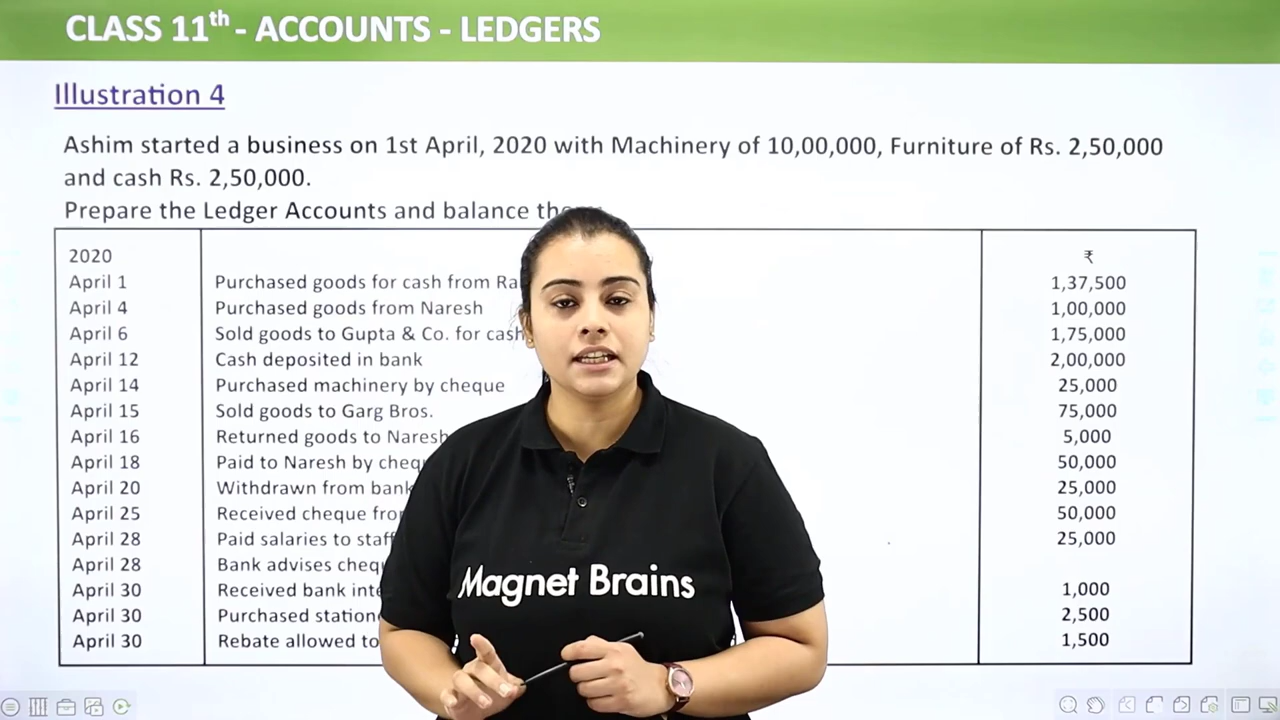 CLASS 11th - ACCOUNTS - LEDGERS
Illustration 4
Ashim started a business on 1st April, 2020 with Machinery of 10,00,000, Furniture of Rs. 2,50,000
and cash Rs. 2,50,000.
Prepare the Ledger Accounts and balance
2020 ₹
April 1 Purchased goods for cash from 1,37,500
April 4 Purchased goods from Naresh 1,00,000
April 6 Sold goods to Gupta & Co. for cash 1,75,000
April 12 Cash deposited in bank 2,00,000
April 14 Purchased machinery by cheque 25,000
April 15 Sold goods to Garg Bros. 75,000
April 16 Returned goods to Naresh 5,000
April 18 Paid to Naresh by 50,000
April 20 Withdrawn from bank 25,000
April 25 Received cheque 50,000
April 28 Paid salaries to staff 25,000
April 28 Bank advises
April 30 Received bank 1,000
April 30 Purchased 2,500
April 30 Rebate allowed to 1,500
Magnet Brains